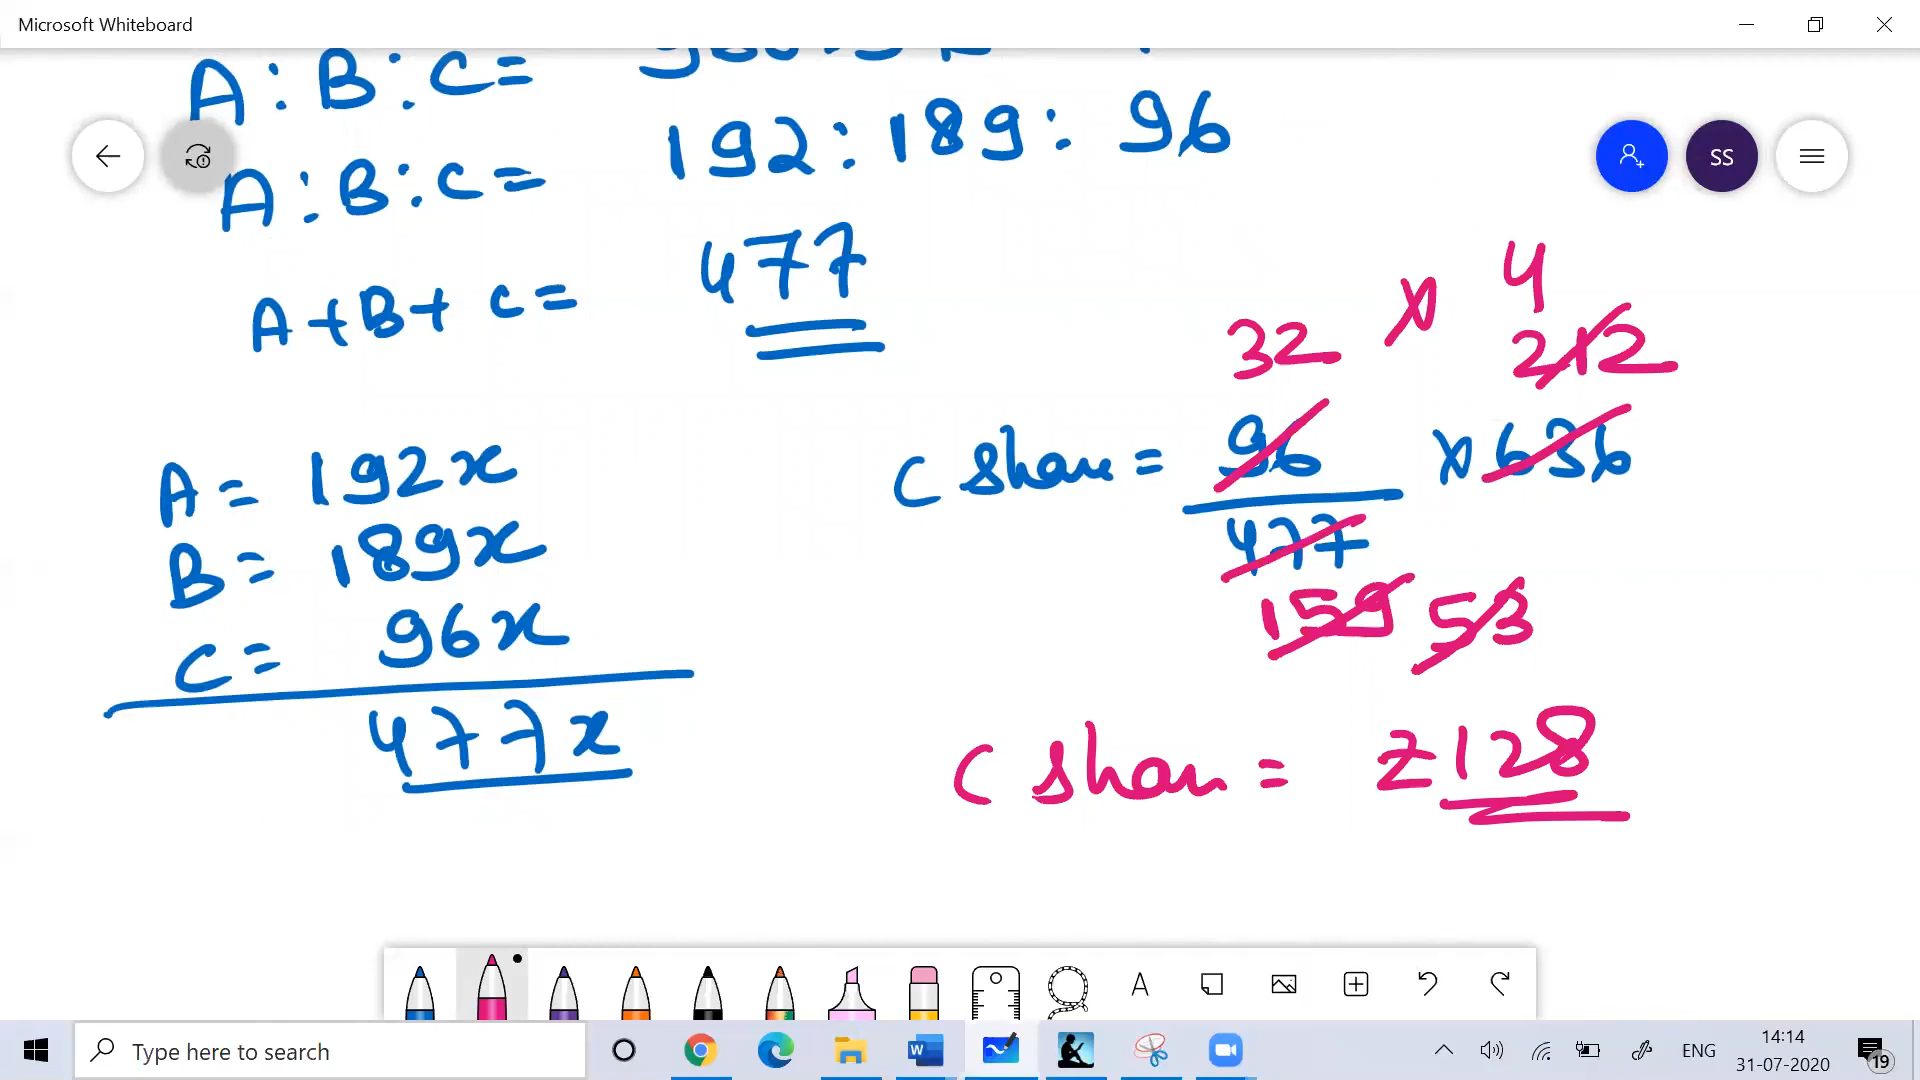 Microsoft Whiteboard
A : B : C =
A : B : C = 192 : 189 : 96
A + B + C = 477
SS
A = 192x
B = 189x
C = 96x
477x
32 x 4
212
C share = 96 x 636
477
159 53
C share = 128
A
Type here to search
W
ENG
14:14
31-07-2020
19